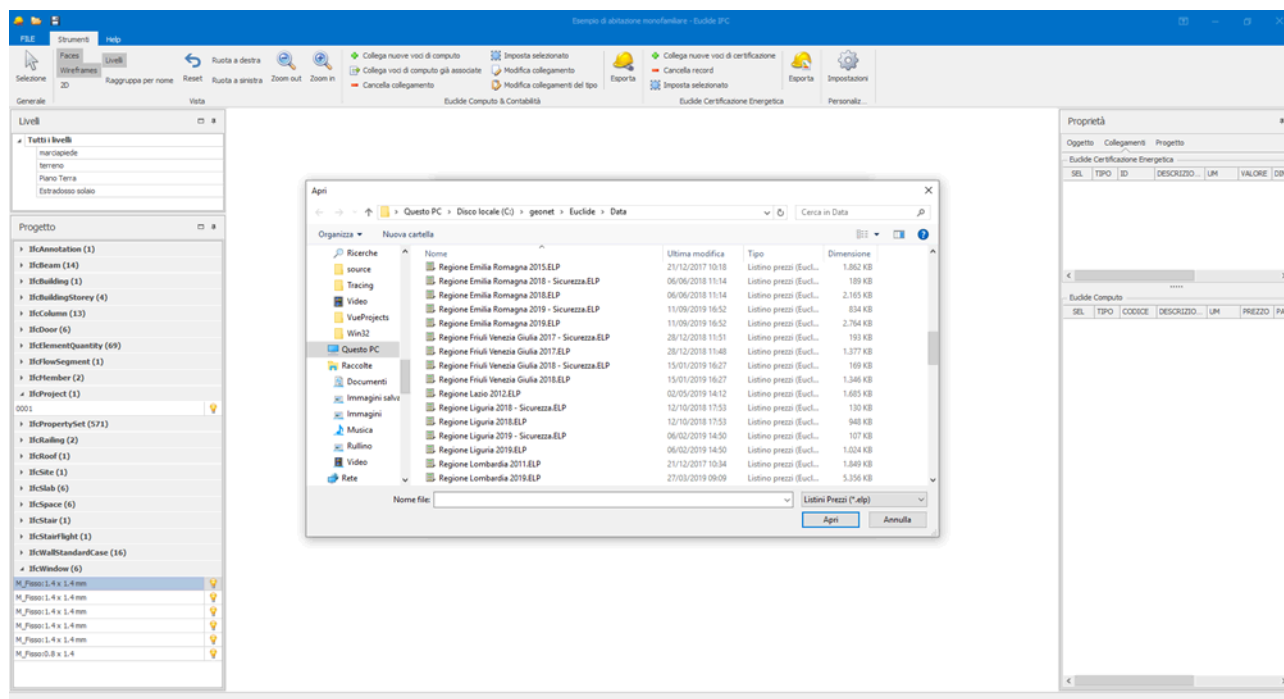 Esempio di abitazione monofamiliare - Euclide IFC
FILE Strumenti Help
Selezione
Faces
Wireframes
2D
Livelli
Raggruppa per nome
Reset
Ruota a destra
Ruota a sinistra
Zoom out
Zoom in
Collega nuove voci di computo
Collega voci di computo già associate
Cancella collegamento
Imposta selezionato
Modifica collegamento
Modifica collegamenti del tipo
Esporta
Collega nuove voci di certificazione
Cancella record
Imposta selezionato
Esporta
Impostazioni
Generale
Vista
Euclide Computo & Contabilità
Euclide Certificazione Energetica
Personaliz...
Livelli
Tutti i livelli
marciapiede
terreno
Piano Terra
Estradosso solaio
Progetto
IfcAnnotation (1)
IfcBeam (14)
IfcBuilding (1)
IfcBuildingStorey (4)
IfcColumn (13)
IfcDoor (6)
IfcElementQuantity (69)
IfcFlowSegment (1)
IfcMember (2)
IfcProject (1)
0001
IfcPropertySet (571)
IfcRailing (2)
IfcRoof (1)
IfcSite (1)
IfcSlab (6)
IfcSpace (6)
IfcStair (1)
IfcStairFlight (1)
IfcWallStandardCase (16)
IfcWindow (6)
M_Fisso:1.4 x 1.4 mm
M_Fisso:1.4 x 1.4 mm
M_Fisso:1.4 x 1.4 mm
M_Fisso:1.4 x 1.4 mm
M_Fisso:1.4 x 1.4 mm
M_Fisso:0.8 x 1.4
Apri
Questo PC > Disco locale (C:) > geonet > Euclide > Data
Cerca in Data
Organizza
Nuova cartella
Ricerche
source
Tracing
Video
VueProjects
Win32
Questo PC
Raccolte
Documenti
Immagini salva
Immagini
Musica
Rullino
Video
Rete
Nome Ultima modifica Tipo Dimensione
Regione Emilia Romagna 2015.ELP 21/12/2017 10:18 Listino prezzi (Eucl... 1.862 KB
Regione Emilia Romagna 2018 - Sicurezza.ELP 06/06/2018 11:14 Listino prezzi (Eucl... 189 KB
Regione Emilia Romagna 2018.ELP 06/06/2018 11:14 Listino prezzi (Eucl... 2.165 KB
Regione Emilia Romagna 2019 - Sicurezza.ELP 11/09/2019 16:52 Listino prezzi (Eucl... 834 KB
Regione Emilia Romagna 2019.ELP 11/09/2019 16:52 Listino prezzi (Eucl... 2.764 KB
Regione Friuli Venezia Giulia 2017 - Sicurezza.ELP 28/12/2018 11:51 Listino prezzi (Eucl... 193 KB
Regione Friuli Venezia Giulia 2017.ELP 28/12/2018 11:48 Listino prezzi (Eucl... 1.377 KB
Regione Friuli Venezia Giulia 2018 - Sicurezza.ELP 15/01/2019 16:27 Listino prezzi (Eucl... 169 KB
Regione Friuli Venezia Giulia 2018.ELP 15/01/2019 16:27 Listino prezzi (Eucl... 1.346 KB
Regione Lazio 2012.ELP 02/05/2019 14:12 Listino prezzi (Eucl... 1.685 KB
Regione Liguria 2018 - Sicurezza.ELP 12/10/2018 17:53 Listino prezzi (Eucl... 130 KB
Regione Liguria 2018.ELP 12/10/2018 17:53 Listino prezzi (Eucl... 948 KB
Regione Liguria 2019 - Sicurezza.ELP 06/02/2019 14:50 Listino prezzi (Eucl... 107 KB
Regione Liguria 2019.ELP 06/02/2019 14:50 Listino prezzi (Eucl... 1.024 KB
Regione Lombardia 2011.ELP 21/12/2017 10:34 Listino prezzi (Eucl... 1.849 KB
Regione Lombardia 2019.ELP 27/03/2019 09:09 Listino prezzi (Eucl... 5.356 KB
Nome file:
Listini Prezzi (*.elp)
Apri
Annulla
Proprietà
Oggetto Collegamenti Progetto
Euclide Certificazione Energetica
SEL TIPO ID DESCRIZIO... UM VALORE DIM
Euclide Computo
SEL TIPO CODICE DESCRIZIO... UM PREZZO PA